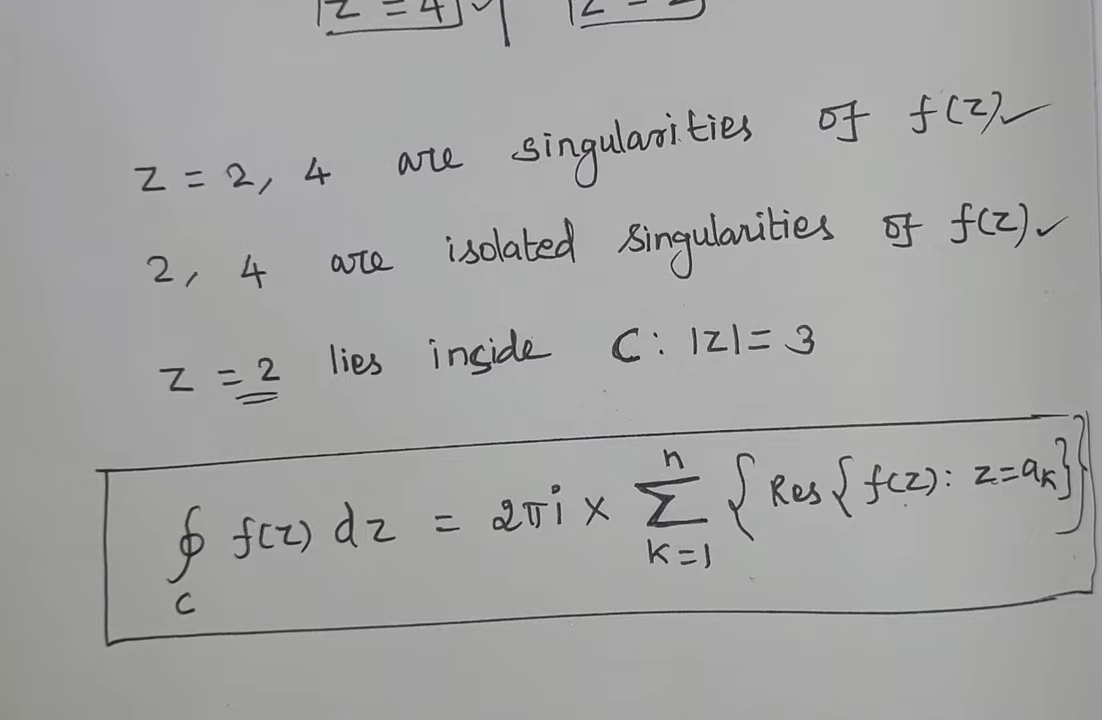 z = 4
z = 2, 4 are singularities of f(z) ✓
2, 4 are isolated singularities of f(z) ✓
z = 2 lies inside C: |z| = 3
∮_C f(z) dz = 2πi × ∑_{k=1}^{n} { Res { f(z): z = a_k } }